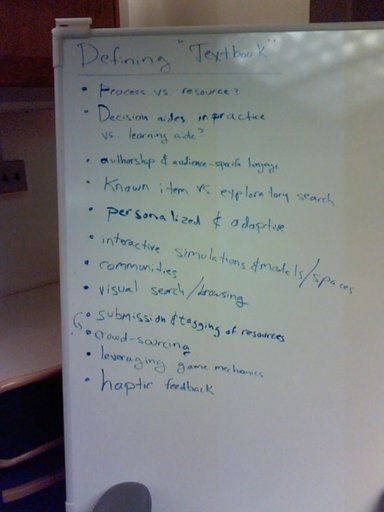 Defining "Textbook"
• Process vs. resource?
• Decision aides in practice
vs. learning aide?
• authorship & audience-specific language
• Known item vs exploratory search
• personalized & adaptive
• interactive simulations & models/spaces
• communities
• visual search/browsing
• submission & tagging of resources
• crowd-sourcing
• leveraging game mechanics
• haptic feedback